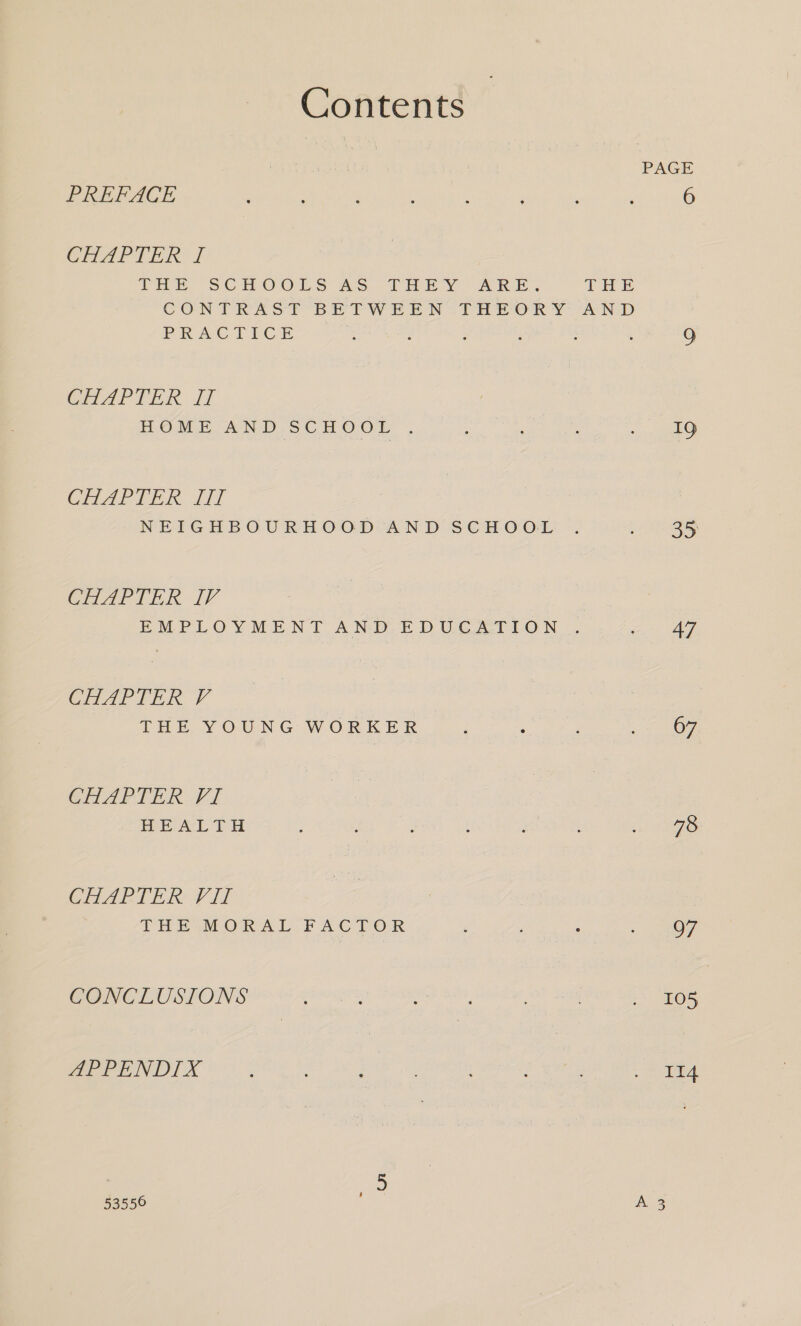 Contents
PAGE
PREFACE . . . . . . . . 6
CHAPTER I
THE SCHOOLS AS THEY ARE. THE
CONTRAST BETWEEN THEORY AND
PRACTICE . . . . . . 9
CHAPTER II
HOME AND SCHOOL . . . . . 19
CHAPTER III
NEIGHBOURHOOD AND SCHOOL . . 35
CHAPTER IV
EMPLOYMENT AND EDUCATION . . 47
CHAPTER V
THE YOUNG WORKER . . . . 67
CHAPTER VI
HEALTH . . . . . . . 78
CHAPTER VII
THE MORAL FACTOR . . . . 97
CONCLUSIONS . . . . . . . 105
APPENDIX . . . . . . . . 114
5
53556 A 3